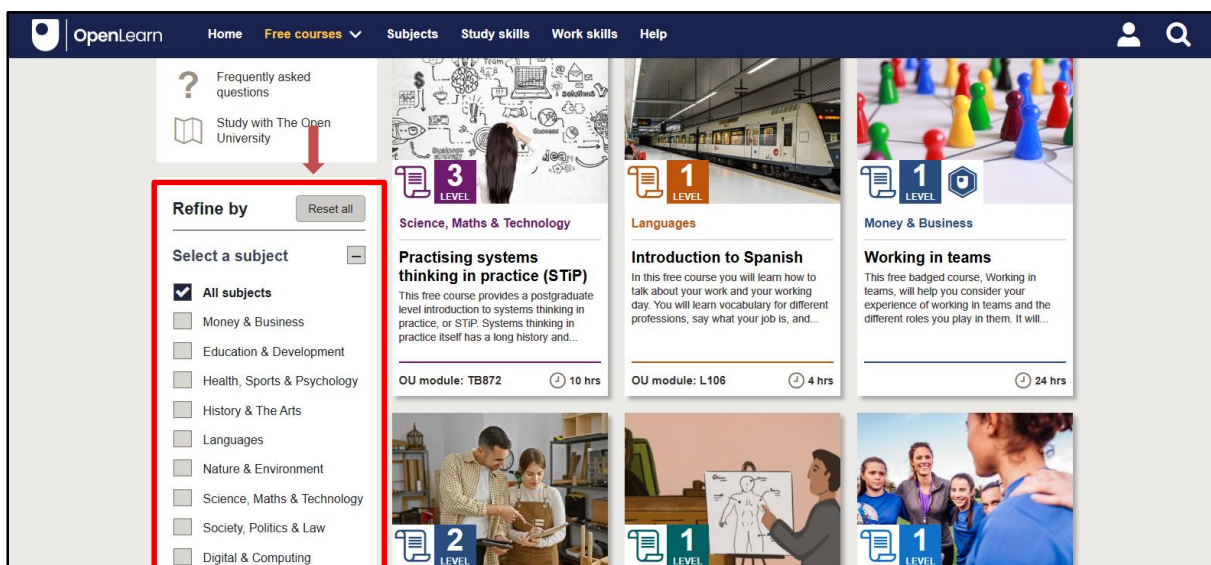 OpenLearn
Home Free courses Subjects Study skills Work skills Help
Frequently asked
questions
Study with The Open
University
Refine by
Reset all
Select a subject
All subjects
Money & Business
Education & Development
Health, Sports & Psychology
History & The Arts
Languages
Nature & Environment
Science, Maths & Technology
Society, Politics & Law
Digital & Computing
Team
Solutions
Success
Business
strategy
idea
3
LEVEL
Science, Maths & Technology
Practising systems
thinking in practice (STiP)
This free course provides a postgraduate
level introduction to systems thinking in
practice, or STiP. Systems thinking in
practice itself has a long history and...
OU module: TB872
10 hrs
1
LEVEL
Languages
Introduction to Spanish
In this free course you will learn how to
talk about your work and your working
day. You will learn vocabulary for different
professions, say what your job is, and...
OU module: L106
4 hrs
1
LEVEL
Money & Business
Working in teams
This free badged course, Working in
teams, will help you consider your
experience of working in teams and the
different roles you play in them. It will...
24 hrs
2
LEVEL
1
LEVEL
1
LEVEL